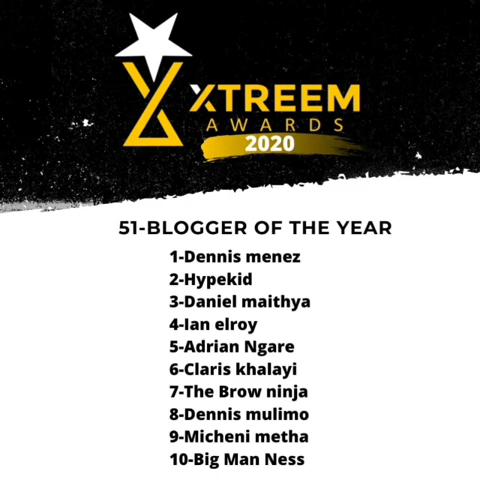 XTREEM
AWARDS
2020
51-BLOGGER OF THE YEAR
1-Dennis menez
2-Hypekid
3-Daniel maithya
4-Ian elroy
5-Adrian Ngare
6-Claris khalayi
7-The Brow ninja
8-Dennis mulimo
9-Micheni metha
10-Big Man Ness